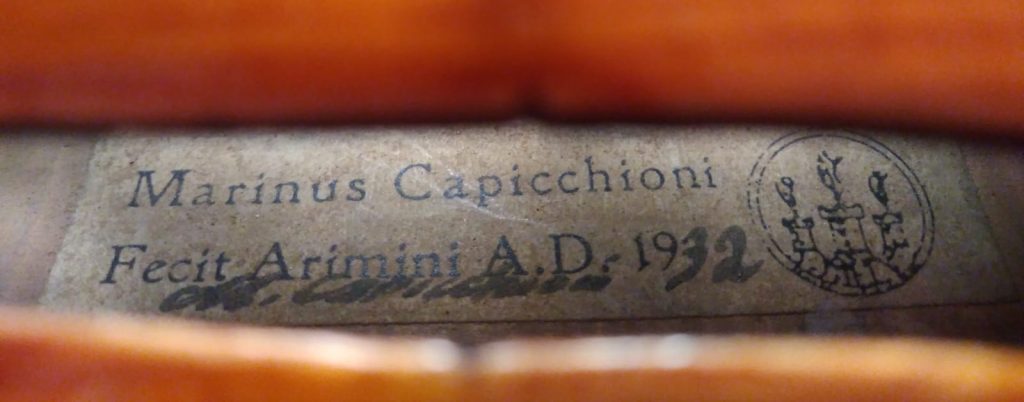 Marinus Capicchioni
Fecit Arimini A.D. 1932